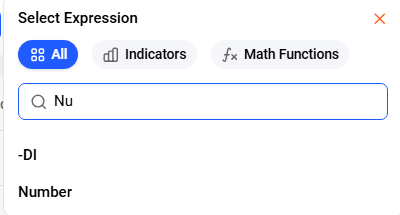 Select Expression
All Indicators Math Functions
Nu
-DI
Number